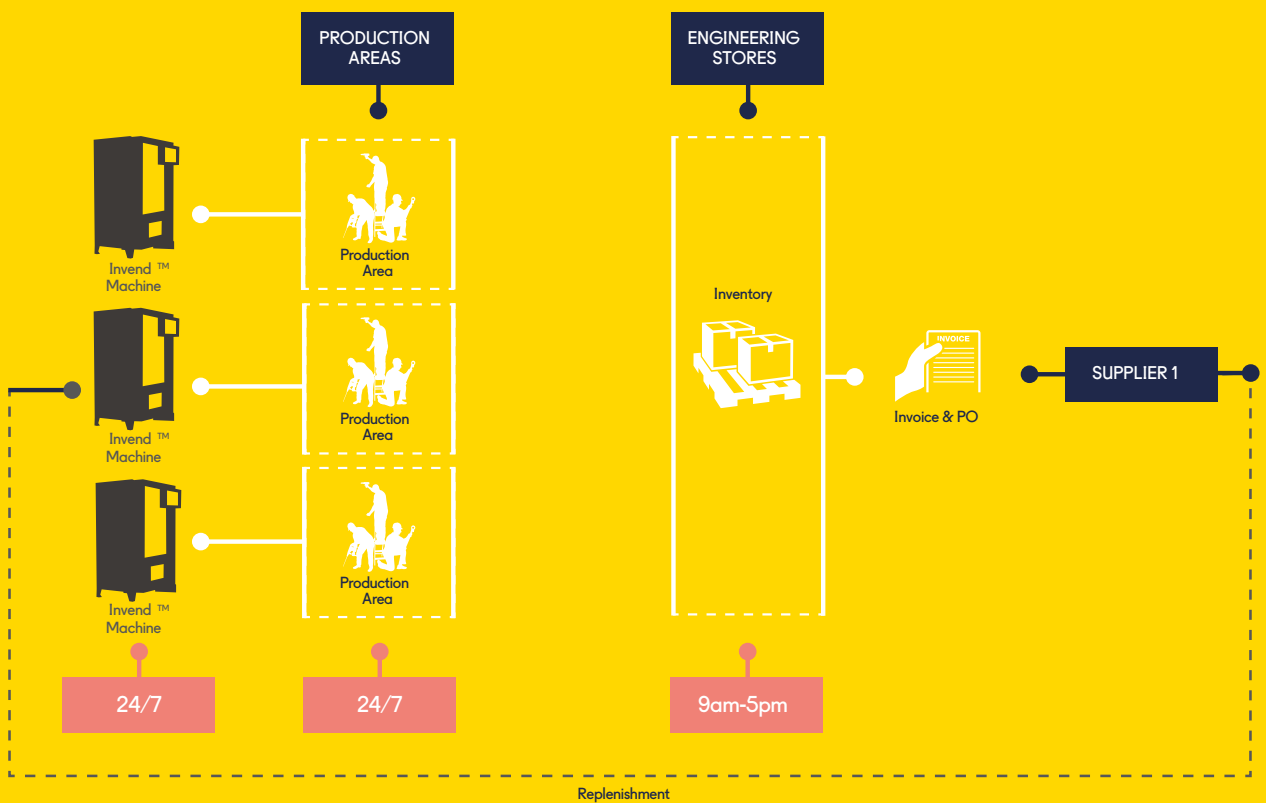 PRODUCTION
AREAS
ENGINEERING
STORES
Invend ™
Machine
Production
Area
Invend ™
Machine
Production
Area
Invend ™
Machine
Production
Area
Inventory
INVOICE
Invoice & PO
SUPPLIER 1
24/7
24/7
9am-5pm
Replenishment